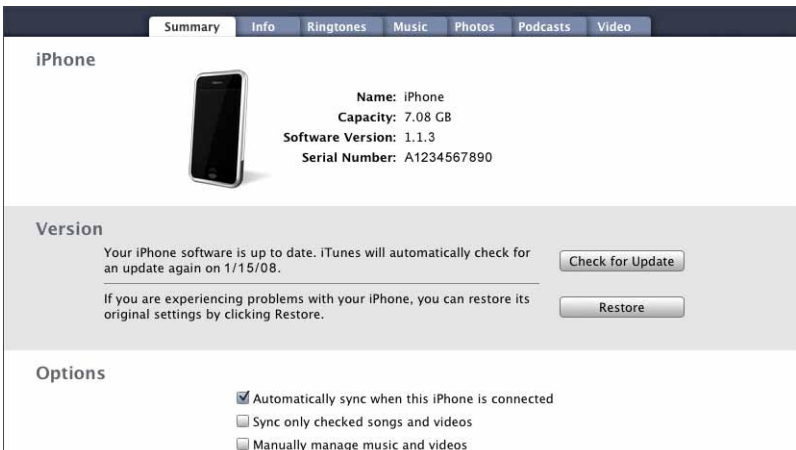 Summary Info Ringtones Music Photos Podcasts Video
iPhone
Name: iPhone
Capacity: 7.08 GB
Software Version: 1.1.3
Serial Number: A1234567890
Version
Your iPhone software is up to date. iTunes will automatically check for
an update again on 1/15/08.
Check for Update
If you are experiencing problems with your iPhone, you can restore its
original settings by clicking Restore.
Restore
Options
Automatically sync when this iPhone is connected
Sync only checked songs and videos
Manually manage music and videos